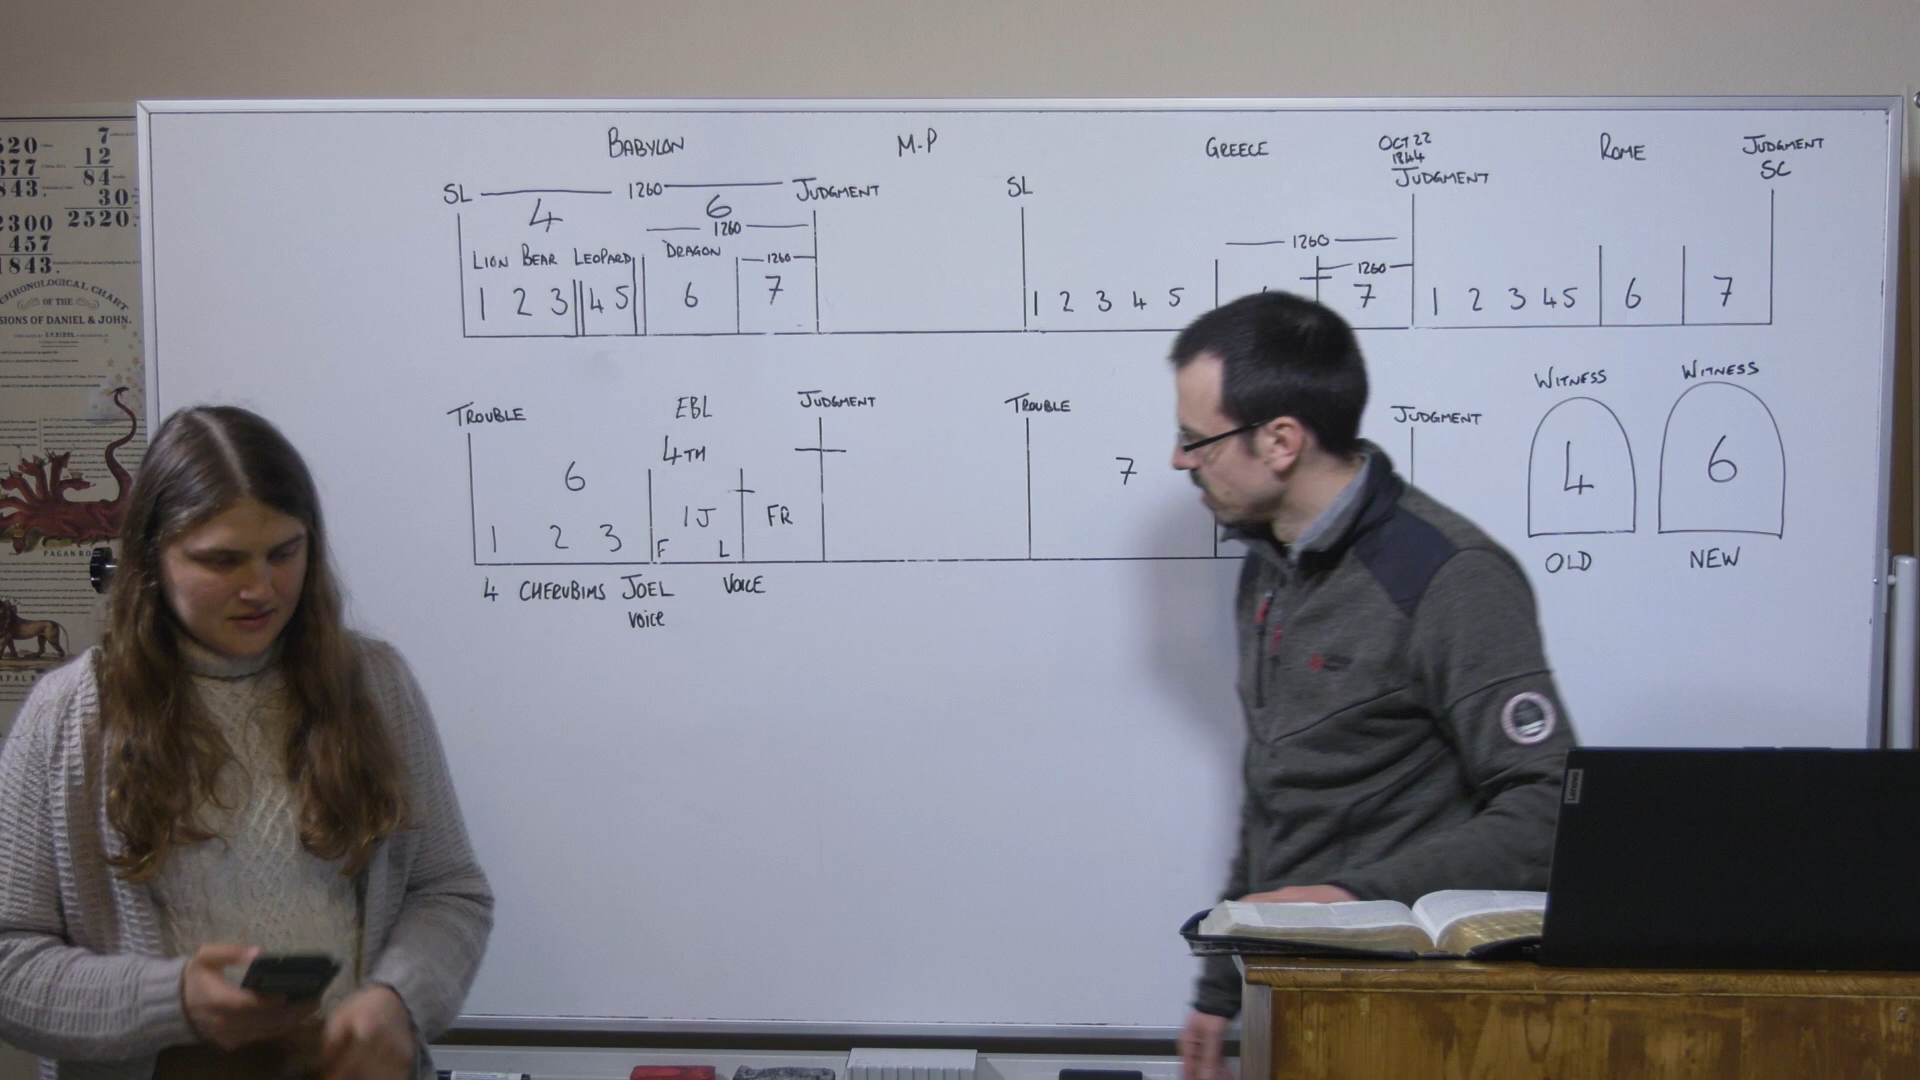 BABYLON M-P GREECE OCT 22 1844 ROME JUDGMENT SC
SL 1260 JUDGMENT SL JUDGMENT
4 6
1260 1260
LION BEAR LEOPARD DRAGON 1260 1260
1 2 3 4 5 6 7 1 2 3 4 5 7 1 2 3 4 5 6 7
TROUBLE EBL JUDGMENT TROUBLE JUDGMENT WITNESS WITNESS
4TH
6 7 4 6
1 2 3 1J FR
F L
OLD NEW
4 CHERUBIMS JOEL VOICE
VOICE
7
12
84
30
2520.
520
677
843.
2300
457
1843.
CHRONOLOGICAL CHART
OF THE
VISIONS OF DANIEL & JOHN.
PAGAN RO
Lenovo